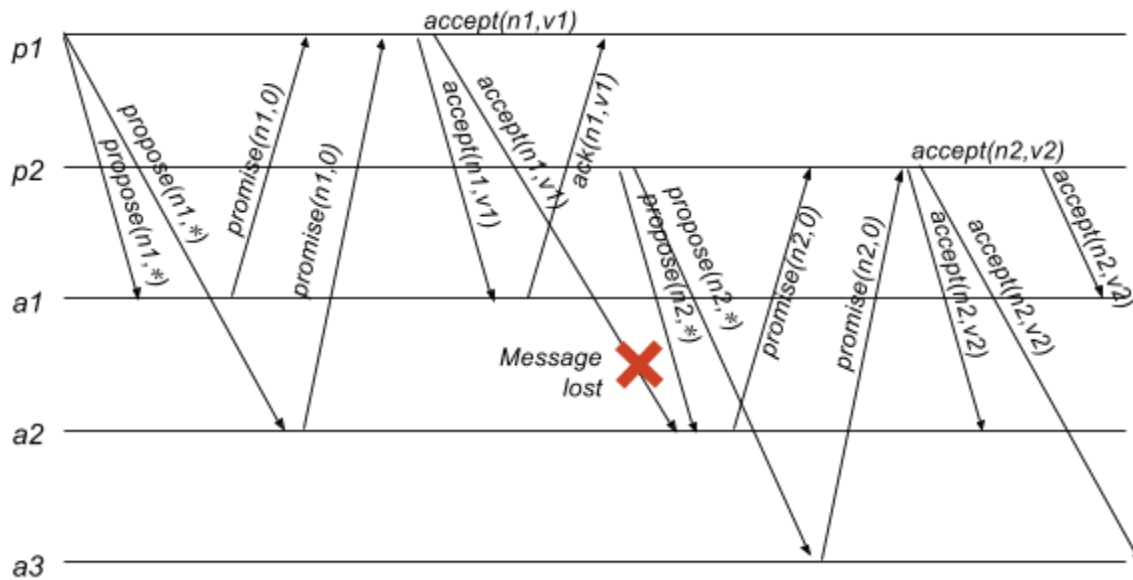 accept(n1,v1)
p1
propose(n1,*)
propose(n1,*)
promise(n1,0)
promise(n1,0)
accept(n1,v1)
accept(n1,v1)
ack(n1,v1)
p2
accept(n2,v2)
propose(n2,*)
propose(n2,*)
promise(n2,0)
promise(n2,0)
accept(n2,v2)
accept(n2,v2)
accept(n2,v2)
a1
Message
lost
a2
a3